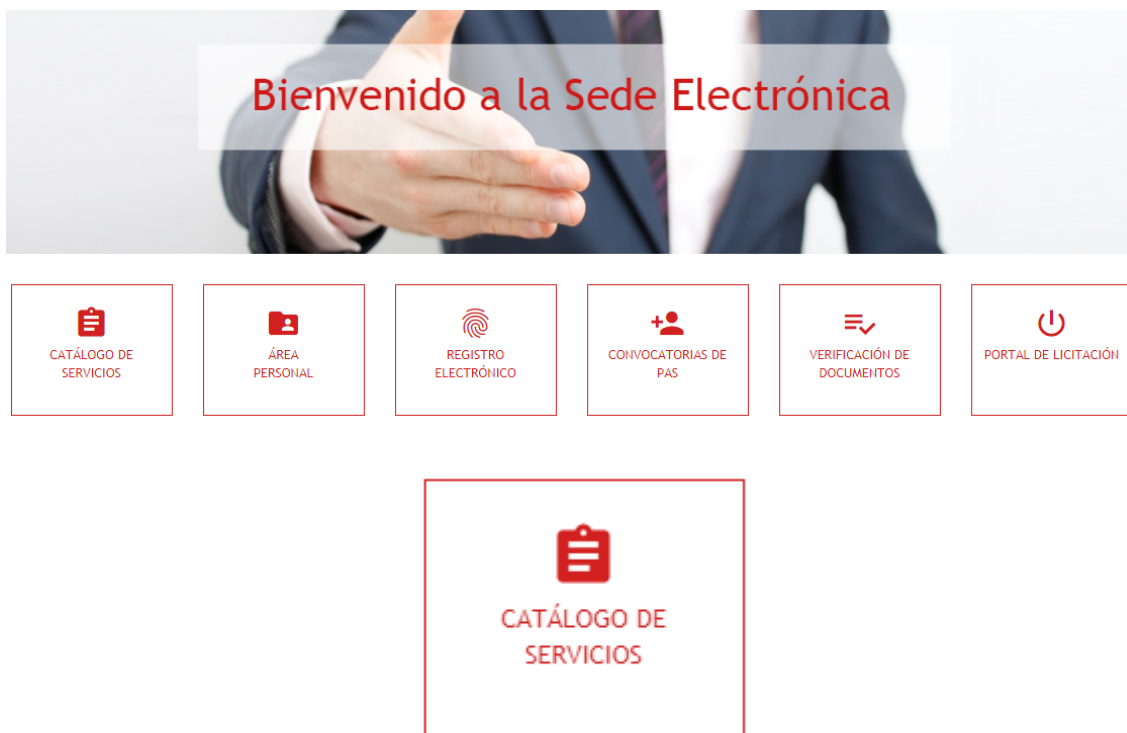 Bienvenido a la Sede Electrónica
CATÁLOGO DE
SERVICIOS
ÁREA
PERSONAL
REGISTRO
ELECTRÓNICO
CONVOCATORIAS DE
PAS
VERIFICACIÓN DE
DOCUMENTOS
PORTAL DE LICITACIÓN
CATÁLOGO DE
SERVICIOS